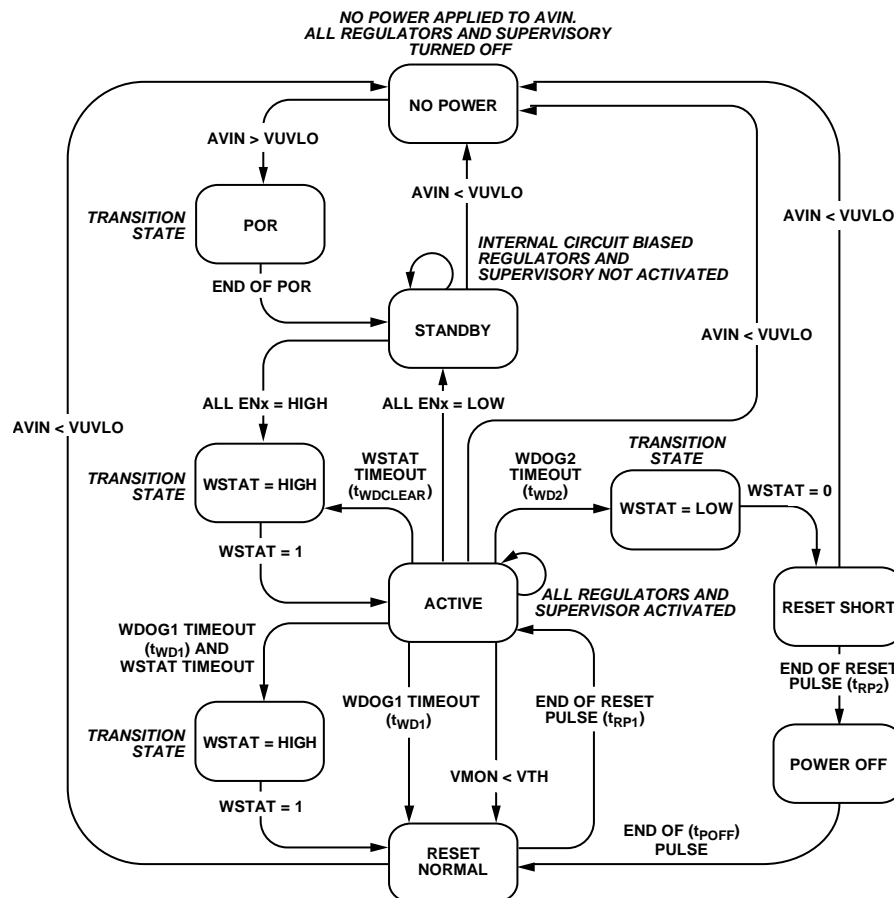 NO POWER APPLIED TO AVIN.
ALL REGULATORS AND SUPERVISORY
TURNED OFF
NO POWER
AVIN > VUVLO
AVIN < VUVLO
TRANSITION
STATE
POR
AVIN < VUVLO
INTERNAL CIRCUIT BIASED
REGULATORS AND
SUPERVISORY NOT ACTIVATED
END OF POR
STANDBY
AVIN < VUVLO
ALL ENx = HIGH
ALL ENx = LOW
AVIN < VUVLO
TRANSITION
STATE
WSTAT = HIGH
WSTAT
TIMEOUT
(tWDCLEAR)
WDOG2
TIMEOUT
(tWD2)
TRANSITION
STATE
WSTAT = LOW
WSTAT = 0
WSTAT = 1
ACTIVE
ALL REGULATORS AND
SUPERVISOR ACTIVATED
RESET SHORT
WDOG1 TIMEOUT
(tWD1) AND
WSTAT TIMEOUT
WDOG1 TIMEOUT
(tWD1)
END OF RESET
PULSE (tRP1)
END OF RESET
PULSE (tRP2)
TRANSITION
STATE
WSTAT = HIGH
POWER OFF
VMON < VTH
WSTAT = 1
RESET
NORMAL
END OF (tPOFF)
PULSE